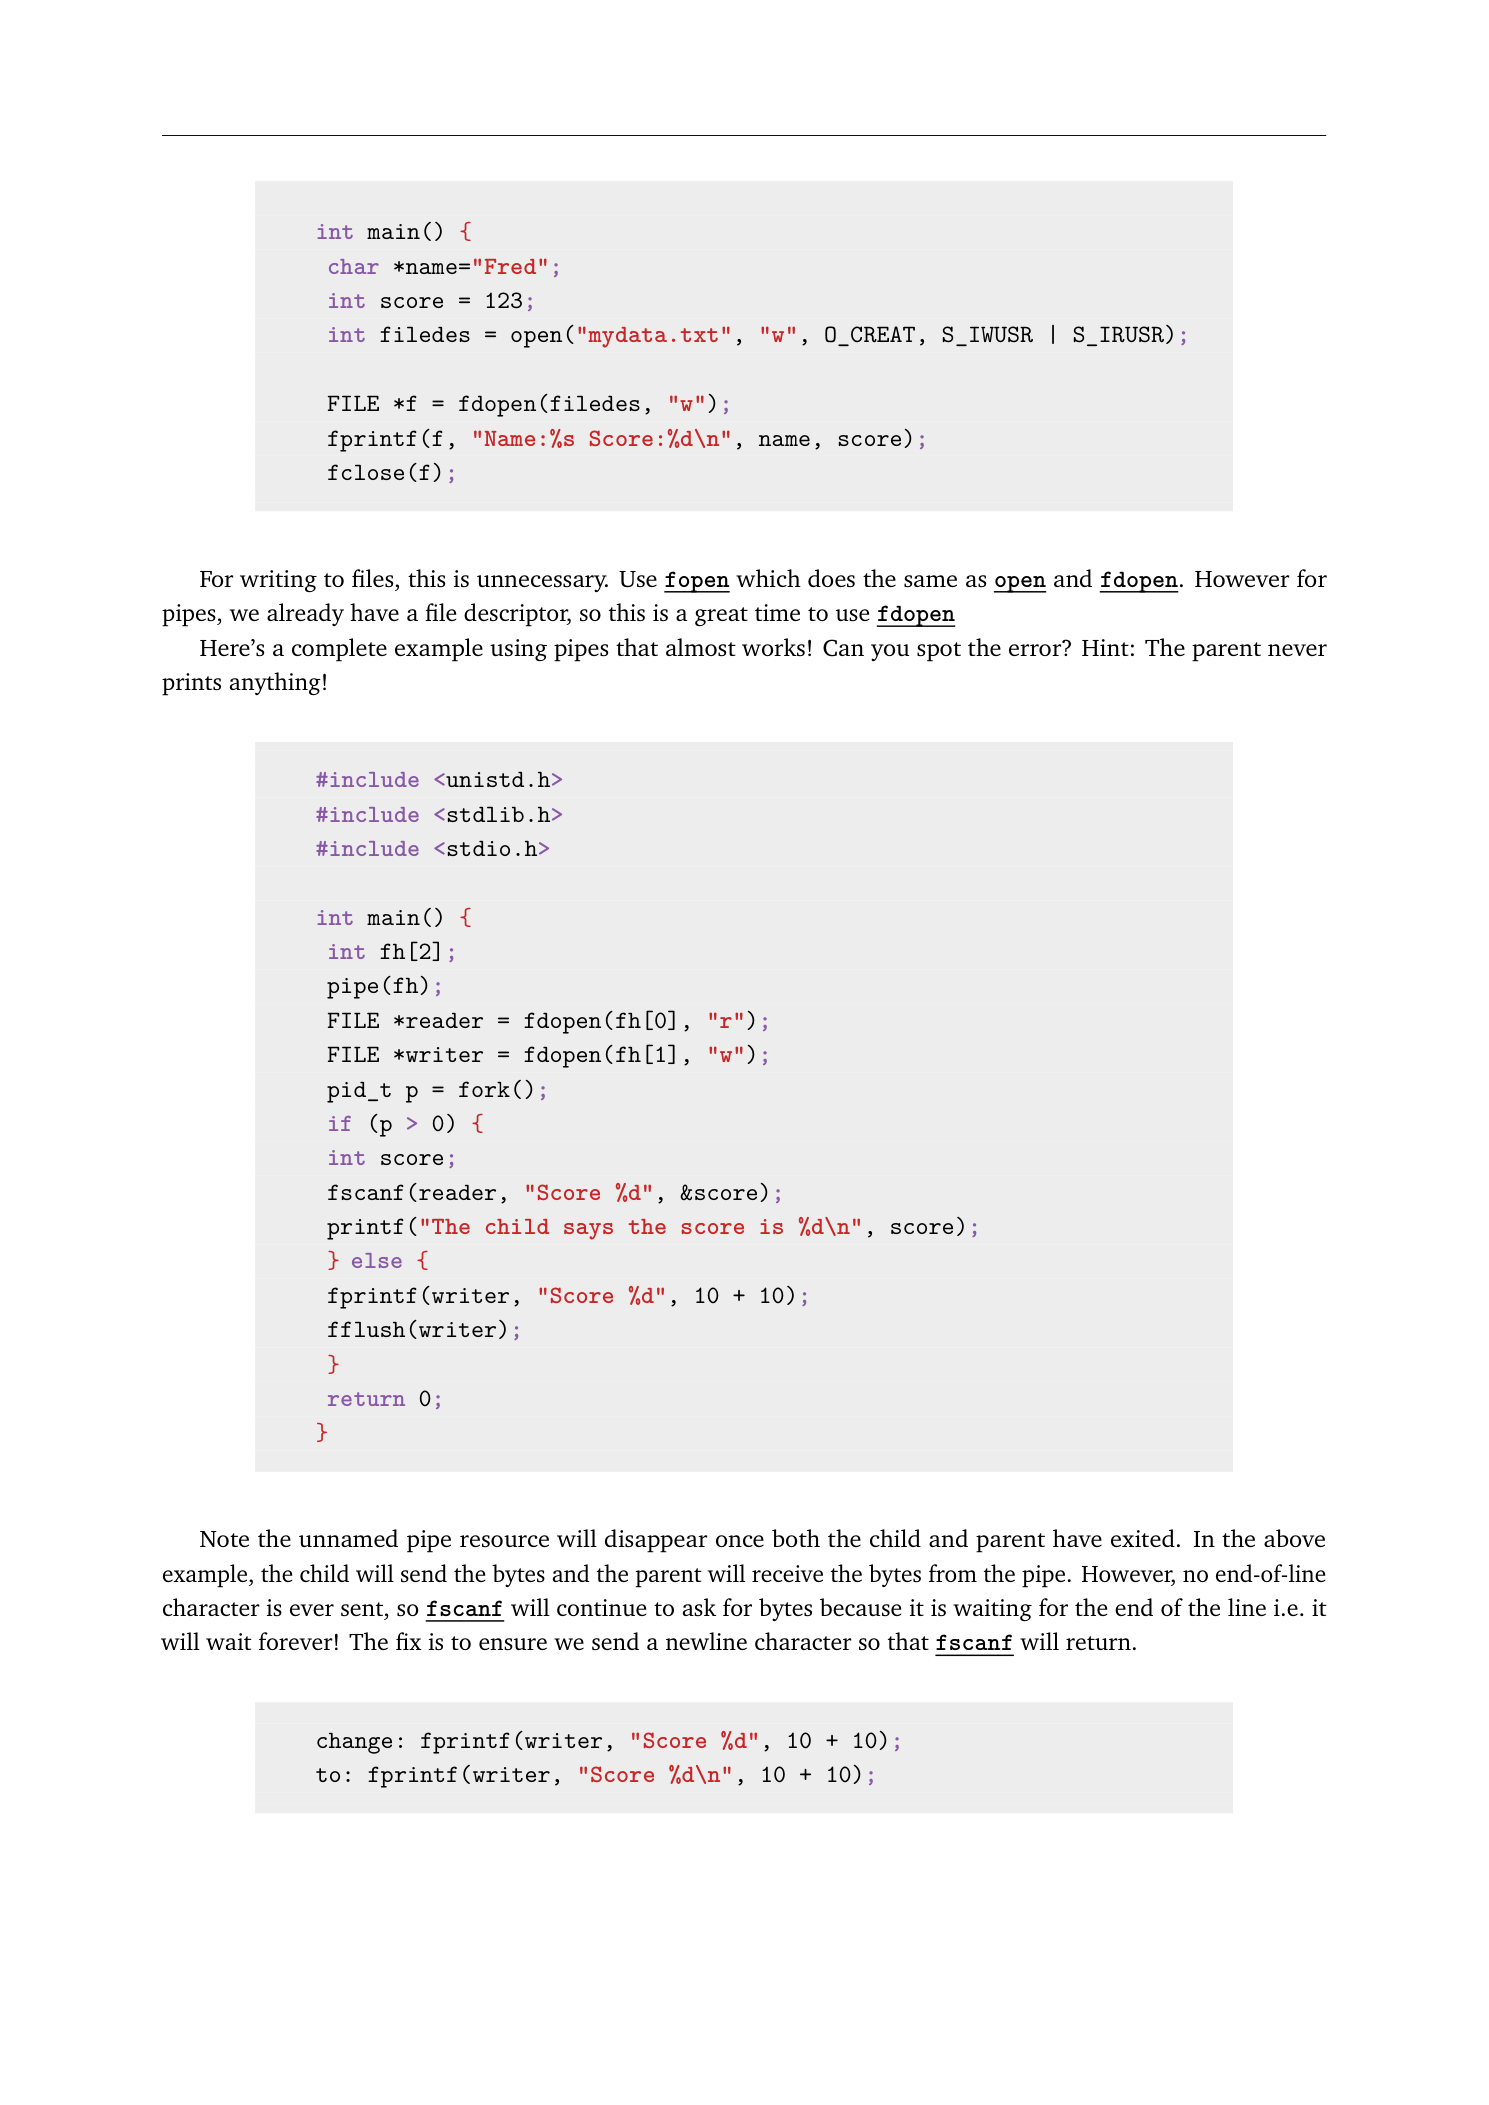 int main() {
char *name="Fred";
int score = 123;
int filedes = open("mydata.txt", "w", O_CREAT, S_IWUSR | S_IRUSR);
FILE *f = fdopen(filedes, "w");
fprintf(f, "Name:%s Score:%d\n", name, score);
fclose(f);
For writing to files, this is unnecessary. Use fopen which does the same as open and fdopen. However for
pipes, we already have a file descriptor, so this is a great time to use fdopen
Here’s a complete example using pipes that almost works! Can you spot the error? Hint: The parent never
prints anything!
#include <unistd.h>
#include <stdlib.h>
#include <stdio.h>
int main() {
int fh[2];
pipe(fh);
FILE *reader = fdopen(fh[0], "r");
FILE *writer = fdopen(fh[1], "w");
pid_t p = fork();
if (p > 0) {
int score;
fscanf(reader, "Score %d", &score);
printf("The child says the score is %d\n", score);
} else {
fprintf(writer, "Score %d", 10 + 10);
fflush(writer);
}
return 0;
}
Note the unnamed pipe resource will disappear once both the child and parent have exited. In the above
example, the child will send the bytes and the parent will receive the bytes from the pipe. However, no end-of-line
character is ever sent, so fscanf will continue to ask for bytes because it is waiting for the end of the line i.e. it
will wait forever! The fix is to ensure we send a newline character so that fscanf will return.
change: fprintf(writer, "Score %d", 10 + 10);
to: fprintf(writer, "Score %d\n", 10 + 10);